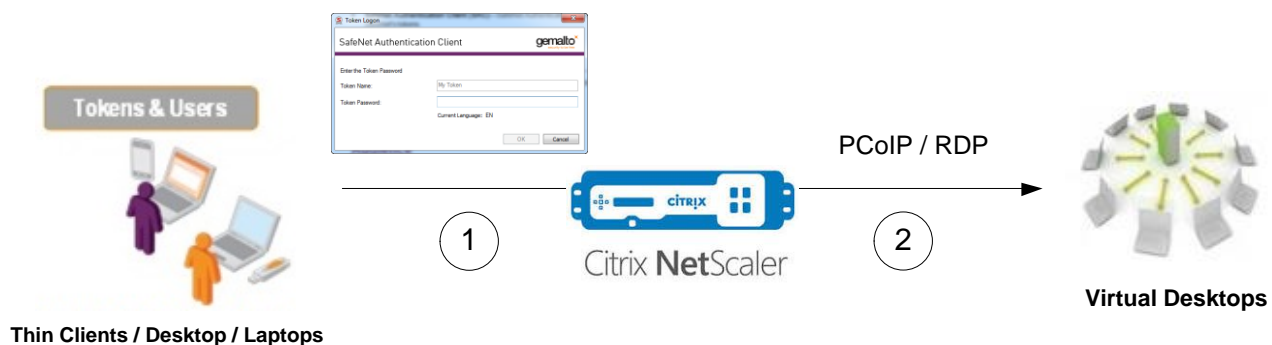 Token Logon
SafeNet Authentication Client
gemalto
Enter the Token Password
Token Name:
My Token
Token Password:
Current Language: EN
OK
Cancel
Tokens & Users
PCoIP / RDP
CITRIX
1
2
Citrix NetScaler
Virtual Desktops
Thin Clients / Desktop / Laptops